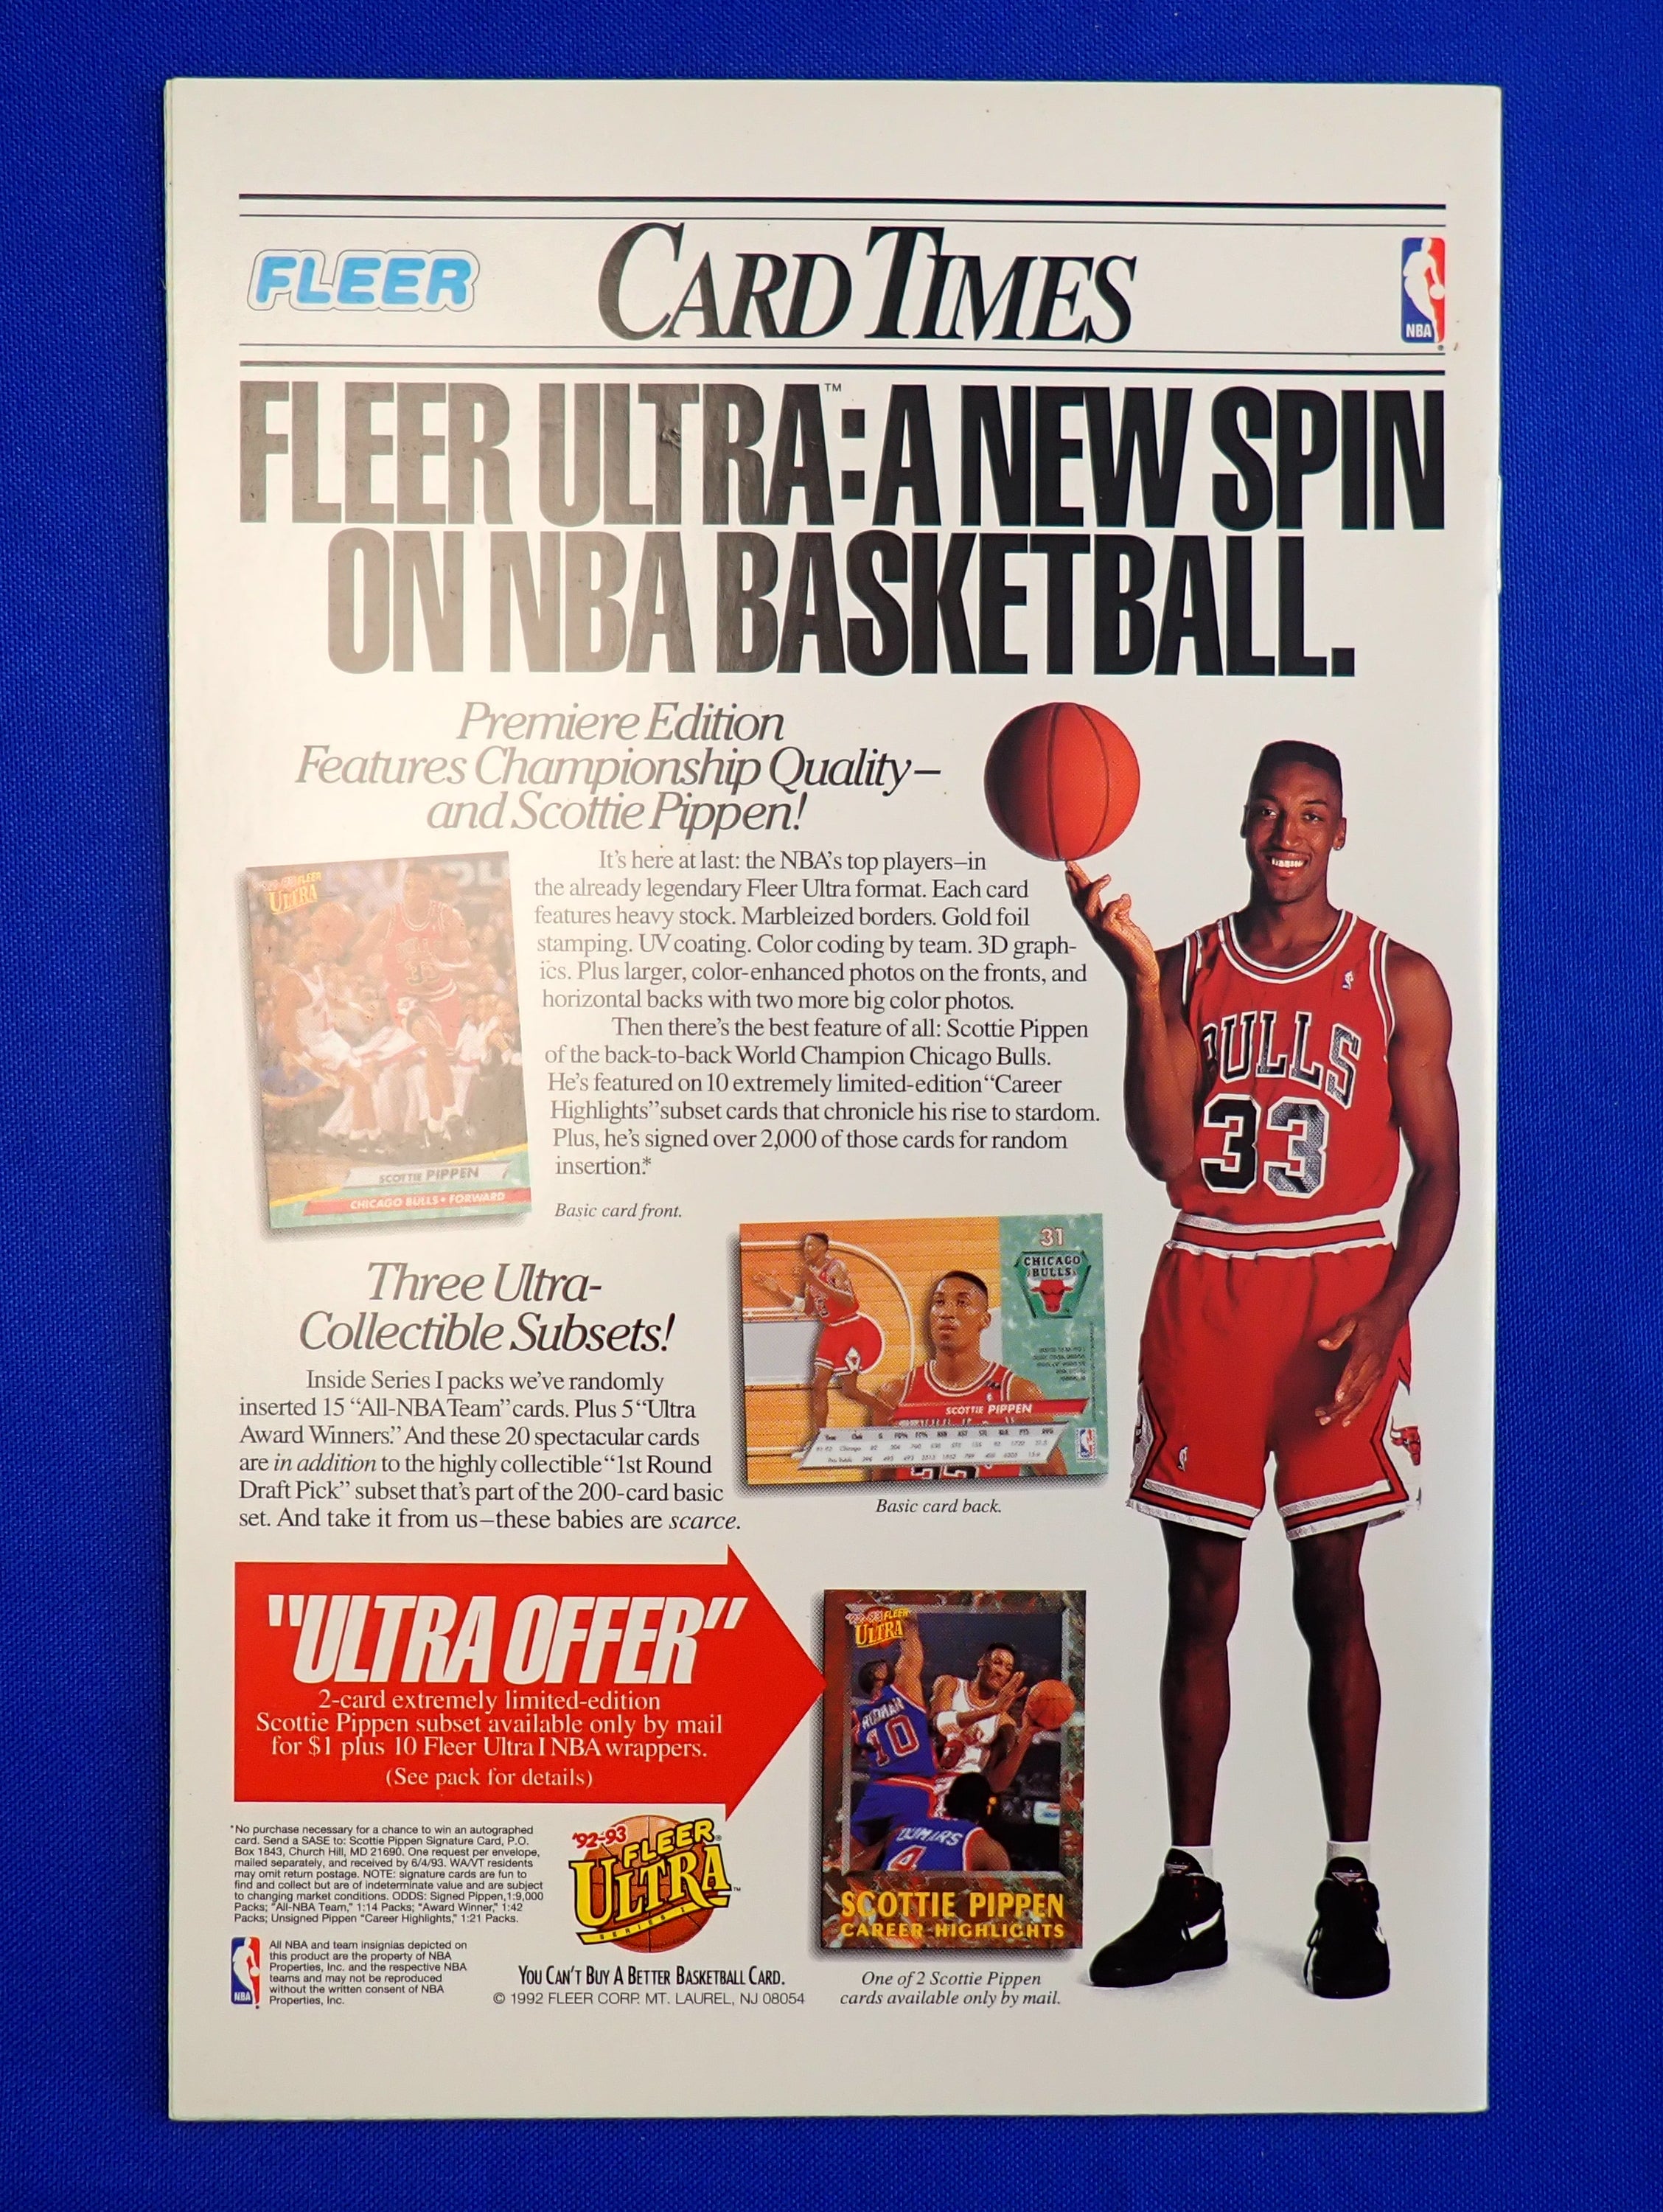 FLEER
CARD TIMES
NBA
FLEER ULTRA™: A NEW SPIN
ON NBA BASKETBALL.
Premiere Edition
Features Championship Quality–
and Scottie Pippen!
It's here at last: the NBA's top players–in
the already legendary Fleer Ultra format. Each card
features heavy stock. Marbleized borders. Gold foil
stamping. UV coating. Color coding by team. 3D graph-
ics. Plus larger, color-enhanced photos on the fronts, and
horizontal backs with two more big color photos.
Then there's the best feature of all: Scottie Pippen
of the back-to-back World Champion Chicago Bulls.
He's featured on 10 extremely limited-edition "Career
Highlights" subset cards that chronicle his rise to stardom.
Plus, he's signed over 2,000 of those cards for random
insertion.*
FLEER
ULTRA
SCOTTIE PIPPEN
CHICAGO BULLS • FORWARD
Basic card front.
BULLS
33
31
CHICAGO
BULLS
SCOTTIE PIPPEN
Basic card back.
Three Ultra-
Collectible Subsets!
Inside Series I packs we've randomly
inserted 15 "All-NBA Team" cards. Plus 5 "Ultra
Award Winners." And these 20 spectacular cards
are in addition to the highly collectible "1st Round
Draft Pick" subset that's part of the 200-card basic
set. And take it from us–these babies are scarce.
"ULTRA OFFER"
2-card extremely limited-edition
Scottie Pippen subset available only by mail
for $1 plus 10 Fleer Ultra I NBA wrappers.
(See pack for details)
'92-93 FLEER
ULTRA
RODMAN
10
DUMARS
4
SCOTTIE PIPPEN
CAREER HIGHLIGHTS
One of 2 Scottie Pippen
cards available only by mail.
*No purchase necessary for a chance to win an autographed
card. Send a SASE to: Scottie Pippen Signature Card, P.O.
Box 1843, Church Hill, MD 21690. One request per envelope,
mailed separately, and received by 6/4/93. WA/VT residents
may omit return postage. NOTE: signature cards are fun to
find and collect but are of indeterminate value and are subject
to changing market conditions. ODDS: Signed Pippen, 1:9,000
Packs; "All-NBA Team," 1:14 Packs; "Award Winner," 1:42
Packs; Unsigned Pippen "Career Highlights," 1:21 Packs.
'92-93
FLEER®
ULTRA™
SERIES I
NBA
All NBA and team insignias depicted on
this product are the property of NBA
Properties, Inc. and the respective NBA
teams and may not be reproduced
without the written consent of NBA
Properties, Inc.
YOU CAN'T BUY A BETTER BASKETBALL CARD.
© 1992 FLEER CORP. MT. LAUREL, NJ 08054